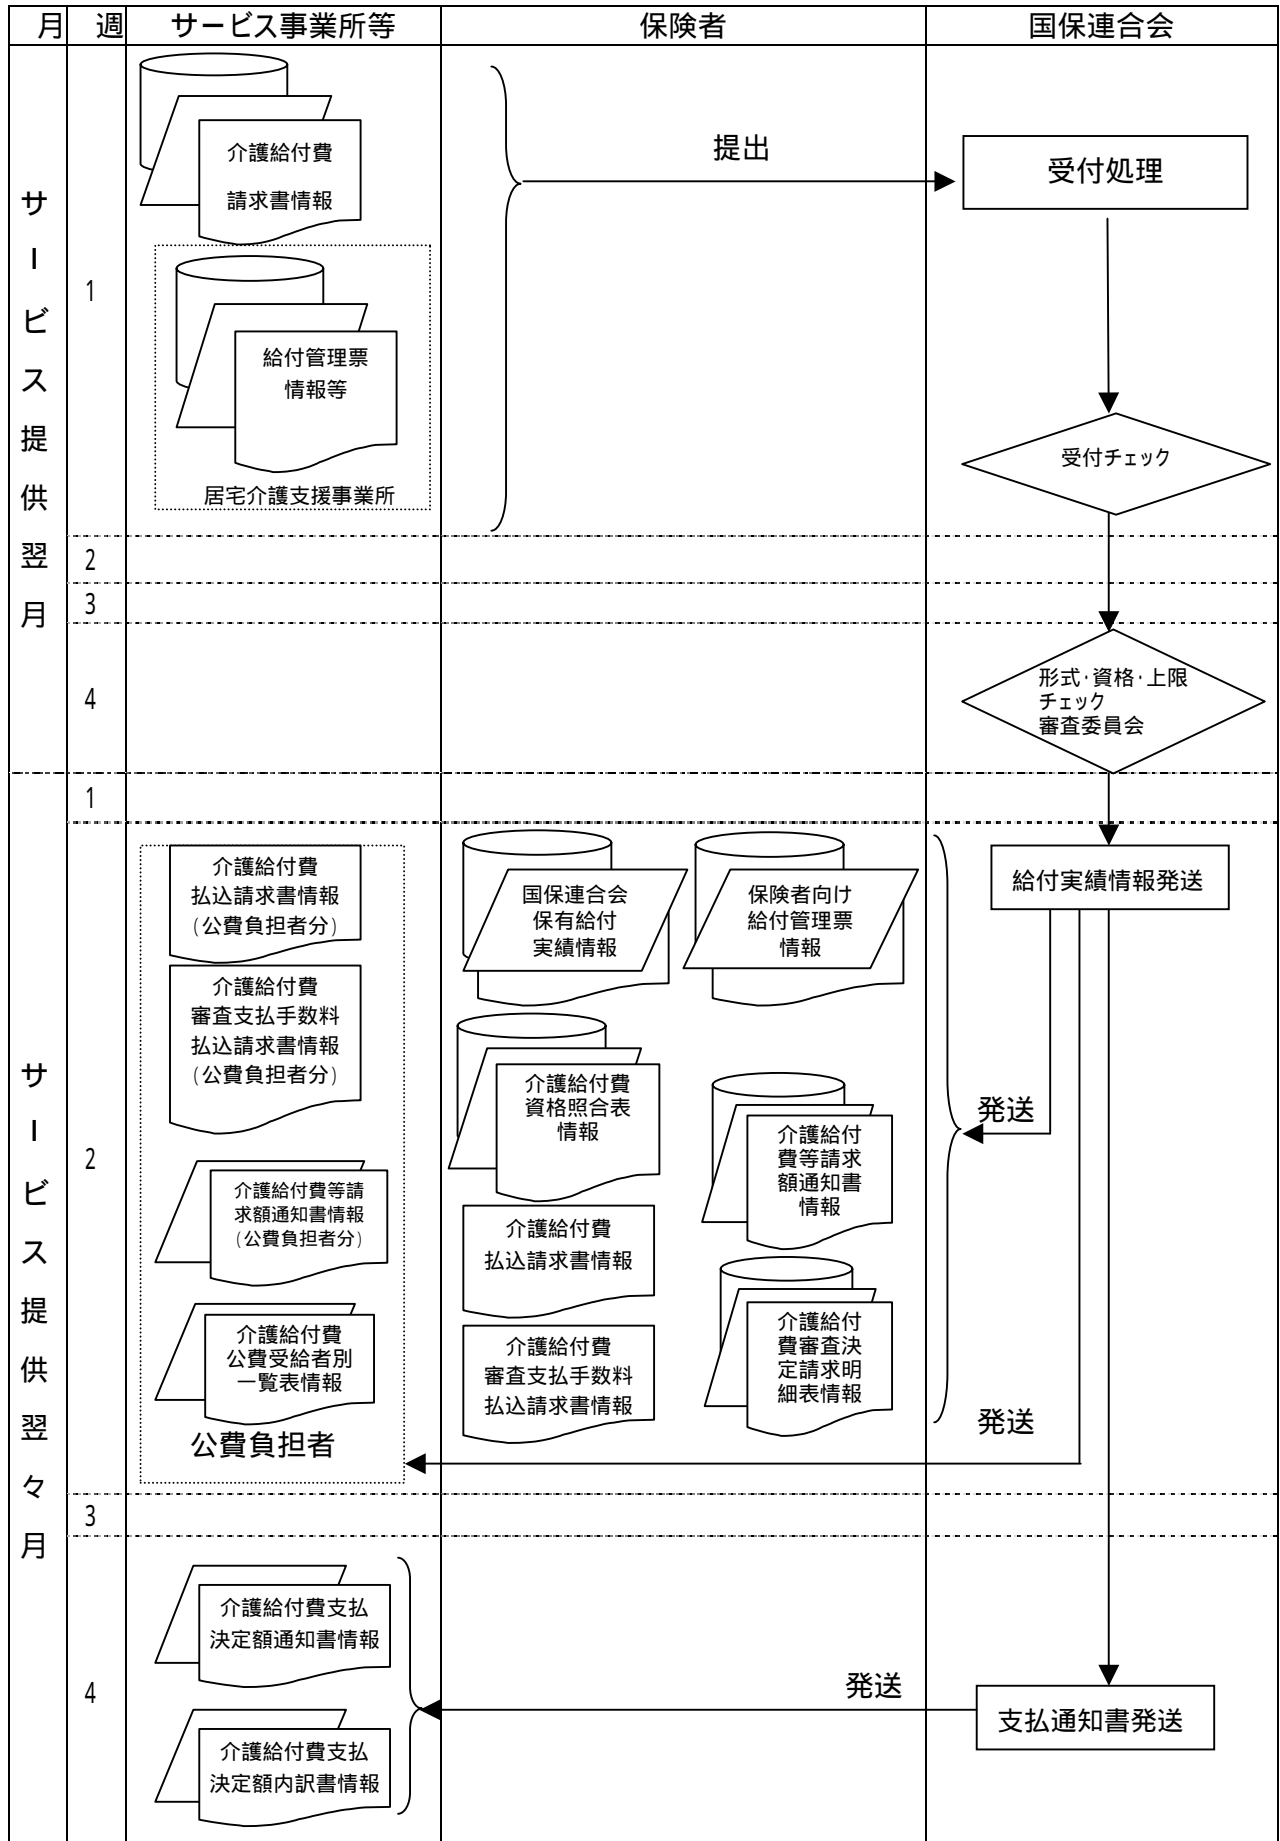 月 週 サービス事業所等 保険者 国保連合会
サービス提供翌月
1
介護給付費
請求書情報
給付管理票
情報等
居宅介護支援事業所
提出
受付処理
受付チェック
2
3
4
形式・資格・上限
チェック
審査委員会
サービス提供翌々月
1
2
介護給付費
払込請求書情報
(公費負担者分)
介護給付費
審査支払手数料
払込請求書情報
(公費負担者分)
介護給付費等請
求額通知書情報
(公費負担者分)
介護給付費
公費受給者別
一覧表情報
公費負担者
国保連合会
保有給付
実績情報
保険者向け
給付管理票
情報
介護給付費
資格照合表
情報
介護給付
費等請求
額通知書
情報
介護給付費
払込請求書情報
介護給付費
審査支払手数料
払込請求書情報
介護給付
費審査決
定請求明
細表情報
給付実績情報発送
発送
発送
3
4
介護給付費支払
決定額通知書情報
介護給付費支払
決定額内訳書情報
発送
支払通知書発送